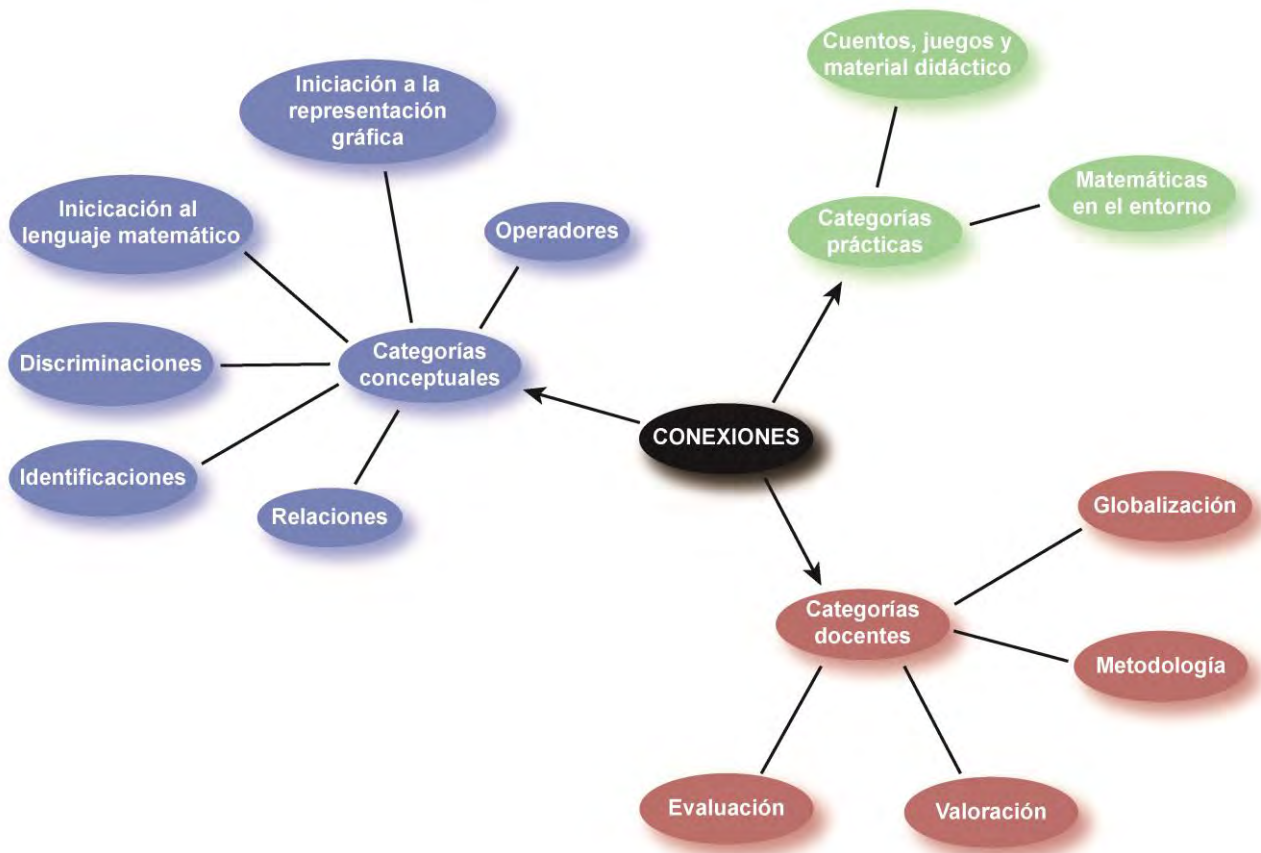 Cuentos, juegos y
material didáctico
Iniciación a la
representación
gráfica
Matemáticas
en el entorno
Inicicación al
lenguaje matemático
Operadores
Categorías
prácticas
Discriminaciones
Categorías
conceptuales
CONEXIONES
Identificaciones
Relaciones
Globalización
Categorías
docentes
Metodología
Evaluación
Valoración